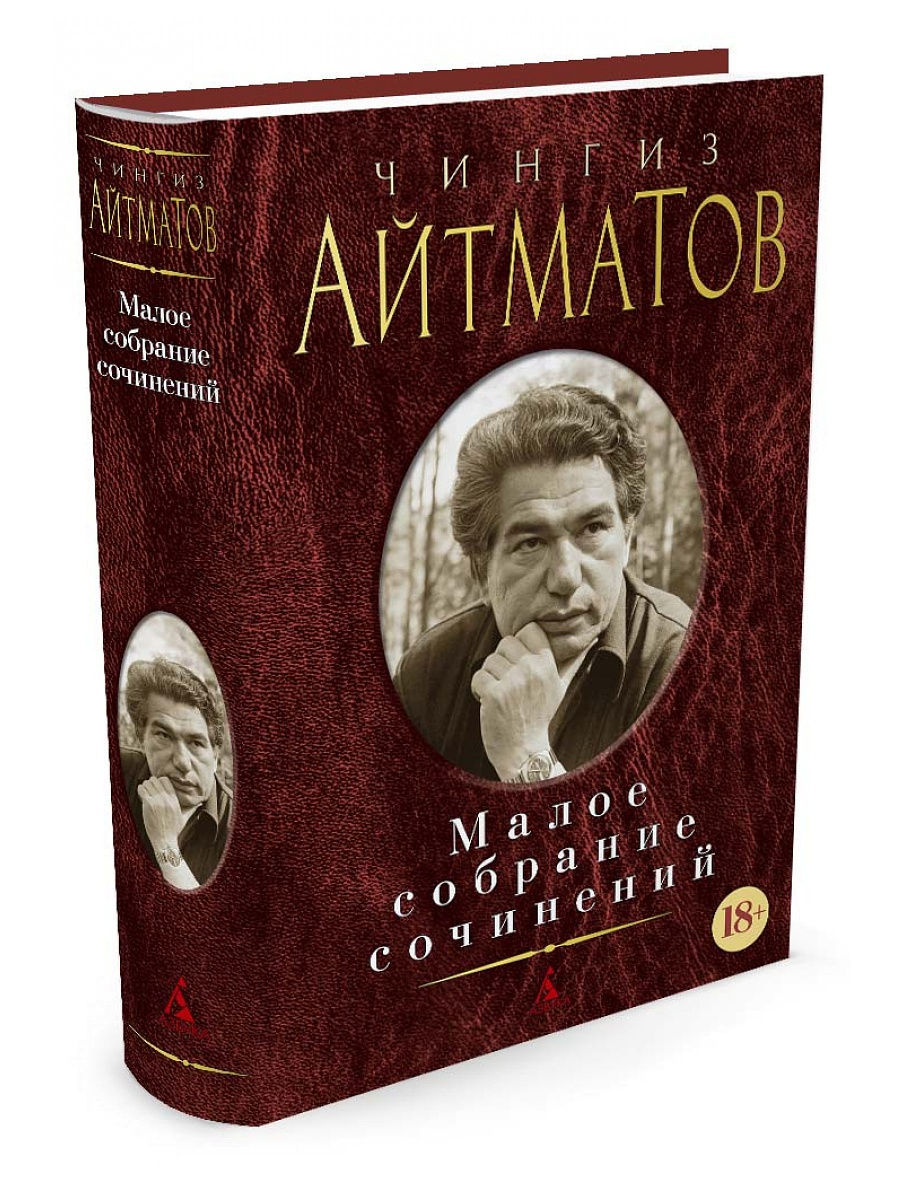 ЧИНГИЗ
АЙТМАТОВ
Малое
собрание
сочинений
ЧИНГИЗ
АЙТМАТОВ
Малое
собрание
сочинений
18+